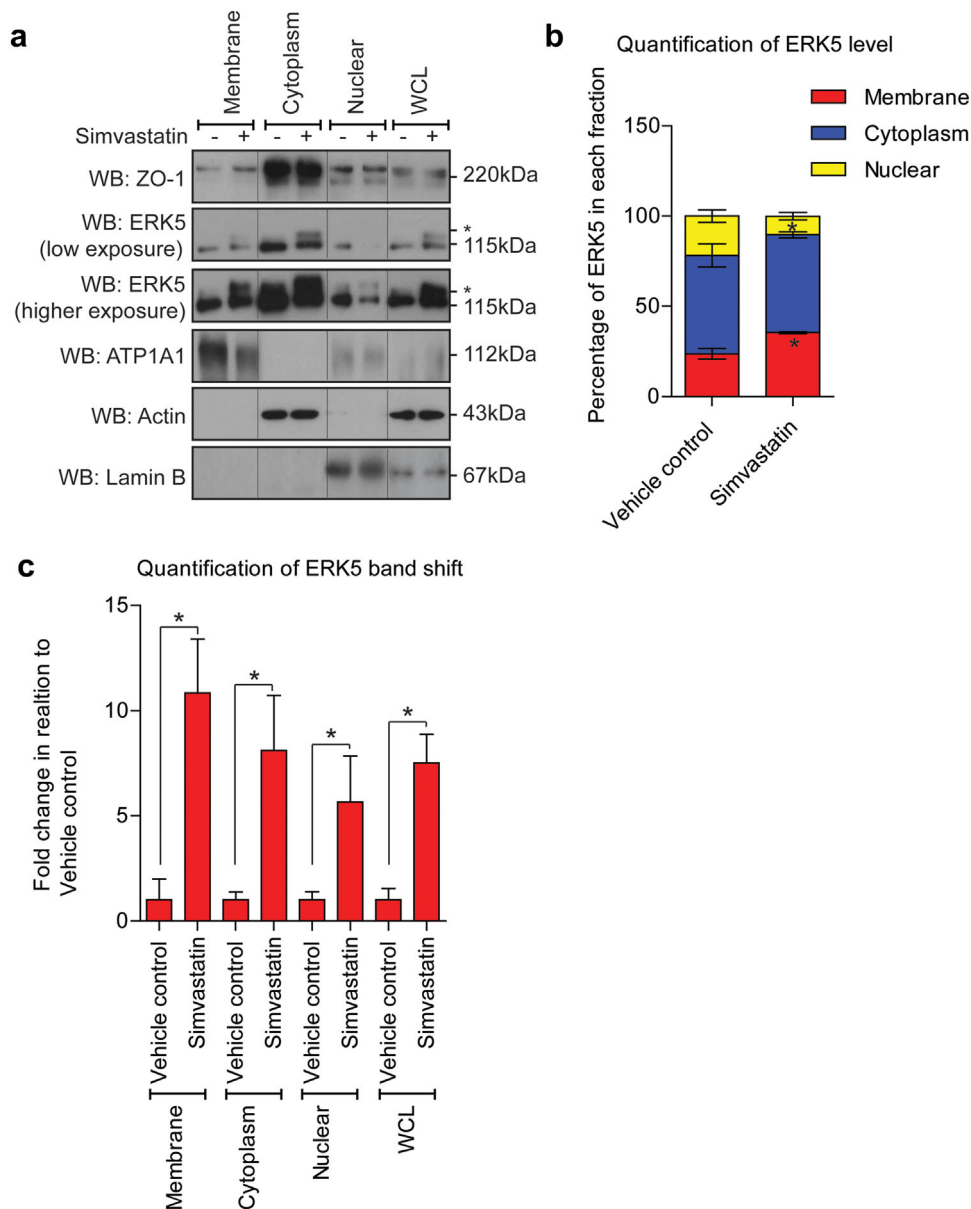 a
Membrane
Cytoplasm
Nuclear
WCL
Simvastatin - + - + - + - +
WB: ZO-1
220kDa
WB: ERK5
(low exposure)
*
115kDa
WB: ERK5
(higher exposure)
*
115kDa
WB: ATP1A1
112kDa
WB: Actin
43kDa
WB: Lamin B
67kDa
b
Quantification of ERK5 level
Membrane
Cytoplasm
Nuclear
Percentage of ERK5 in each fraction
150
100
50
0
*
*
Vehicle control
Simvastatin
c
Quantification of ERK5 band shift
Fold change in realtion to
Vehicle control
15
10
5
0
*
*
*
*
Vehicle control
Simvastatin
Vehicle control
Simvastatin
Vehicle control
Simvastatin
Vehicle control
Simvastatin
Membrane
Cytoplasm
Nuclear
WCL